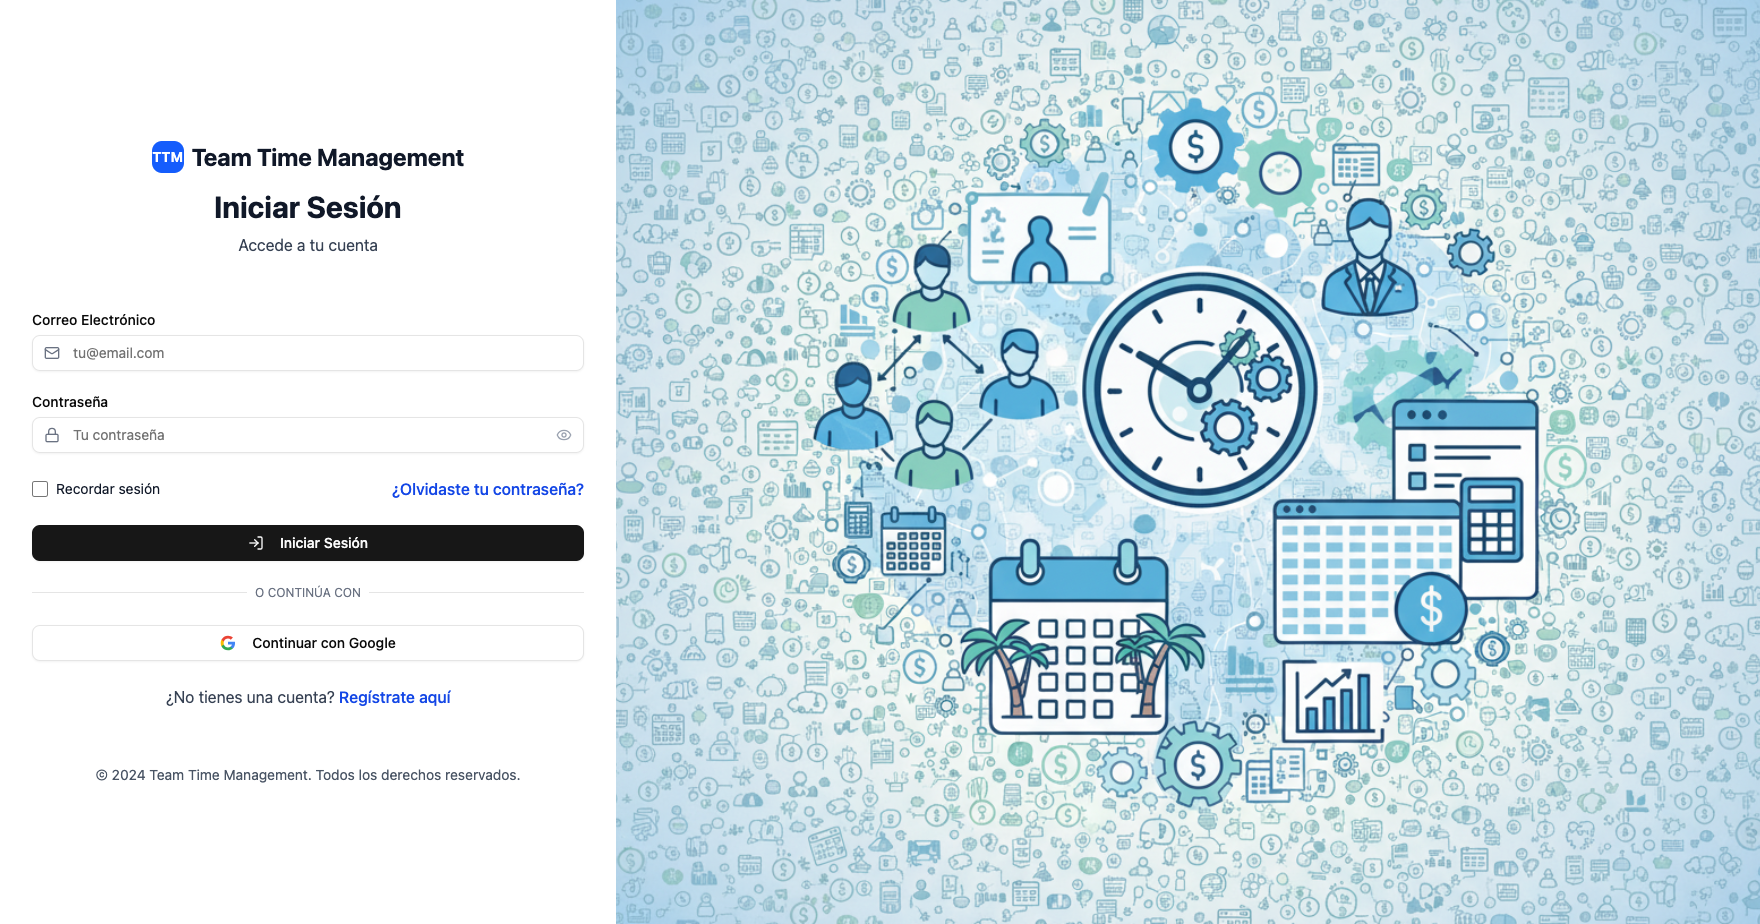 TTM Team Time Management
Iniciar Sesión
Accede a tu cuenta
Correo Electrónico
tu@email.com
Contraseña
Tu contraseña
Recordar sesión
¿Olvidaste tu contraseña?
Iniciar Sesión
O CONTINÚA CON
Continuar con Google
¿No tienes una cuenta? Regístrate aquí
© 2024 Team Time Management. Todos los derechos reservados.